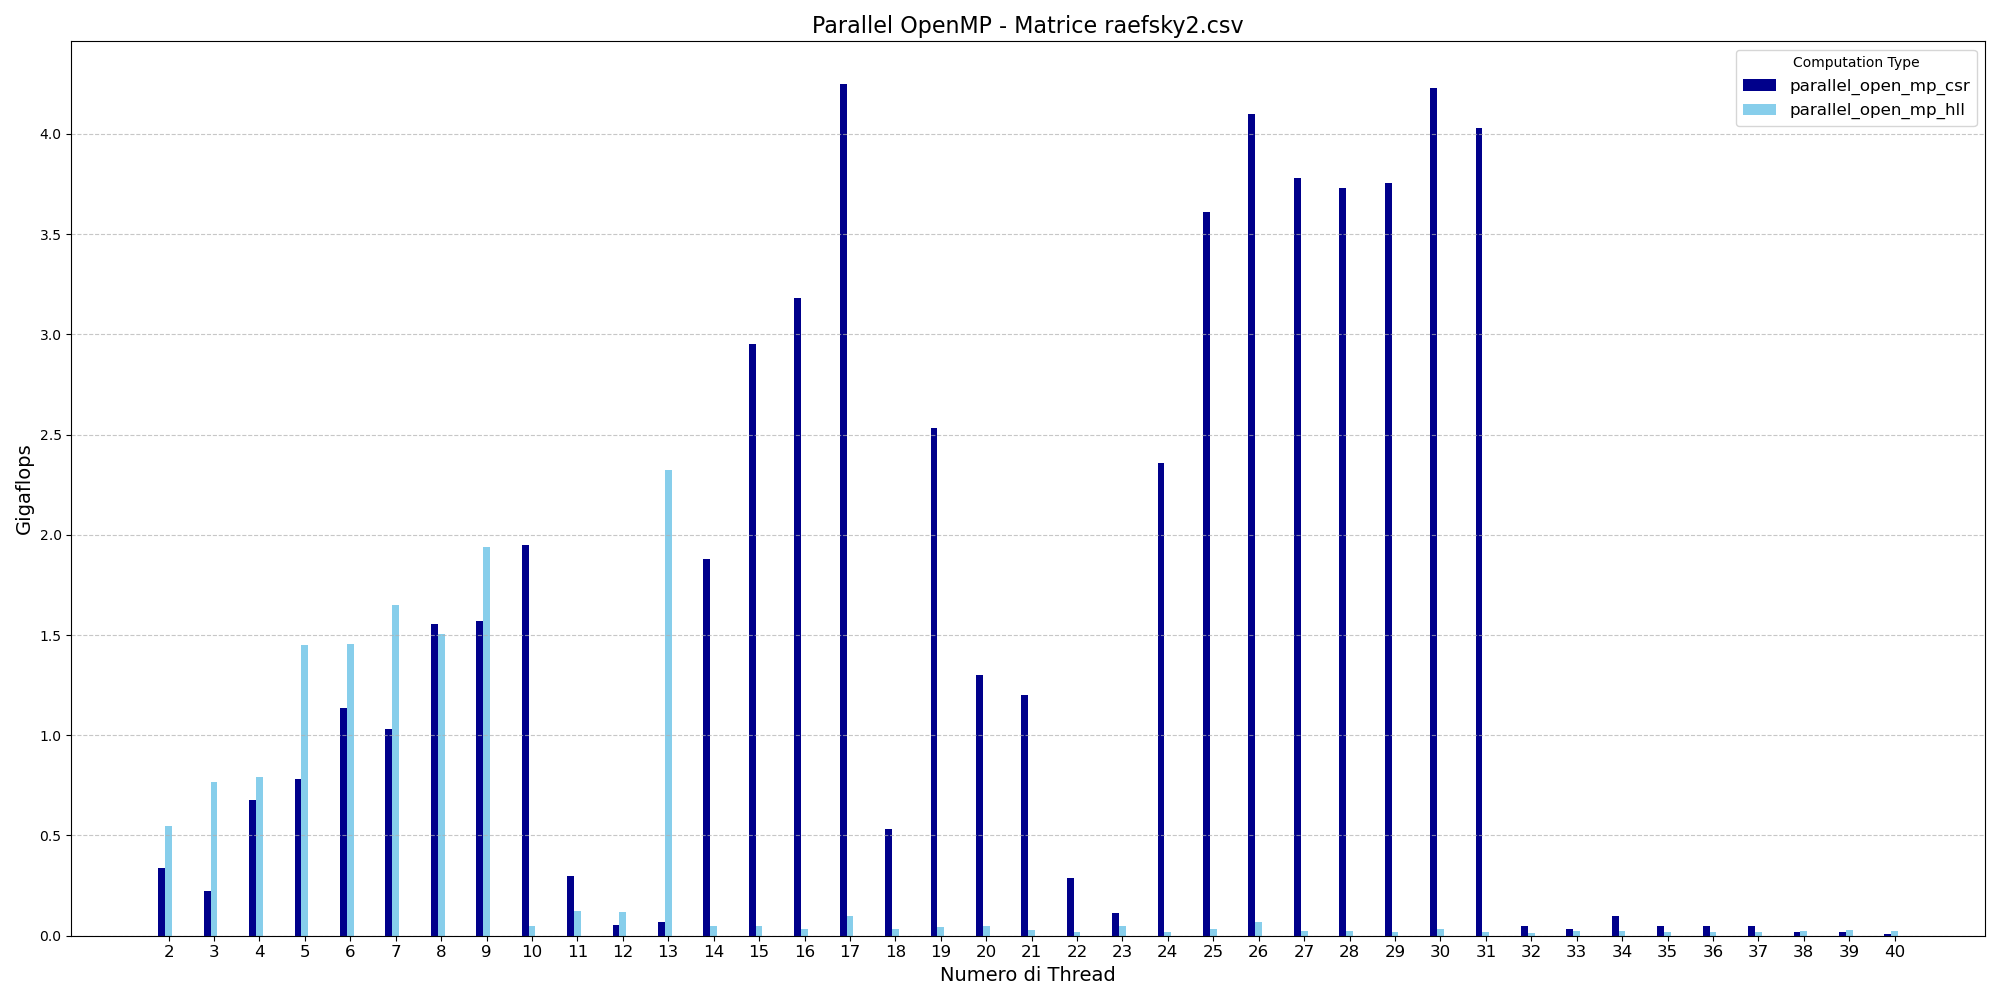 Parallel OpenMP - Matrice raefsky2.csv
Computation Type
parallel_open_mp_csr
parallel_open_mp_hll
Gigaflops
4.0
3.5
3.0
2.5
2.0
1.5
1.0
0.5
0.0
2 3 4 5 6 7 8 9 10 11 12 13 14 15 16 17 18 19 20 21 22 23 24 25 26 27 28 29 30 31 32 33 34 35 36 37 38 39 40
Numero di Thread